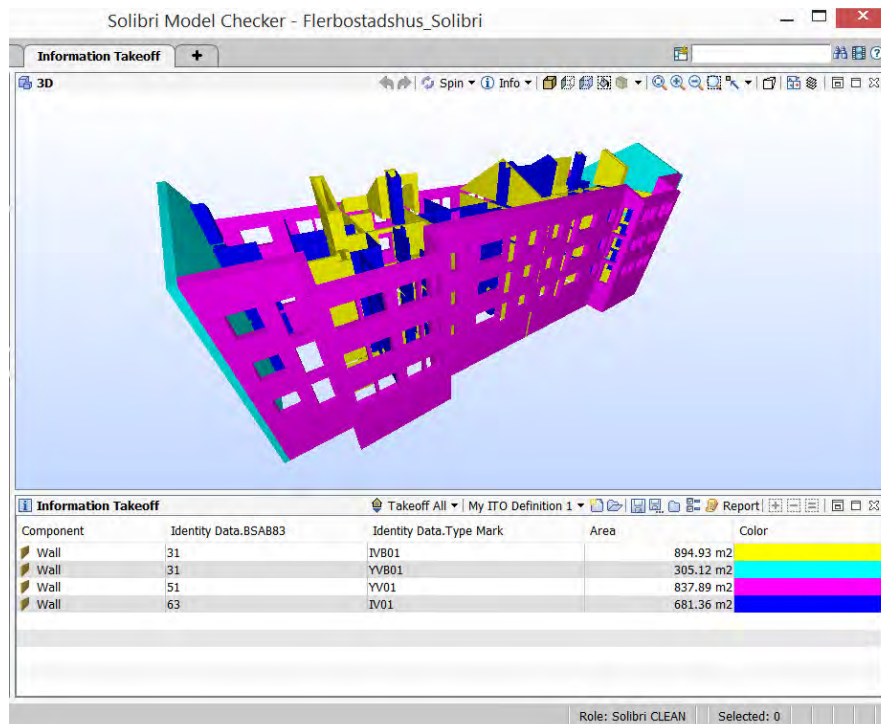 Solibri Model Checker - Flerbostadshus_Solibri
Information Takeoff +
3D Spin Info
Information Takeoff Takeoff All My ITO Definition 1 Report
Component Identity Data.BSAB83 Identity Data.Type Mark Area Color
Wall 31 IVB01 894.93 m2
Wall 31 YVB01 305.12 m2
Wall 51 YV01 837.89 m2
Wall 63 IV01 681.36 m2
Role: Solibri CLEAN Selected: 0